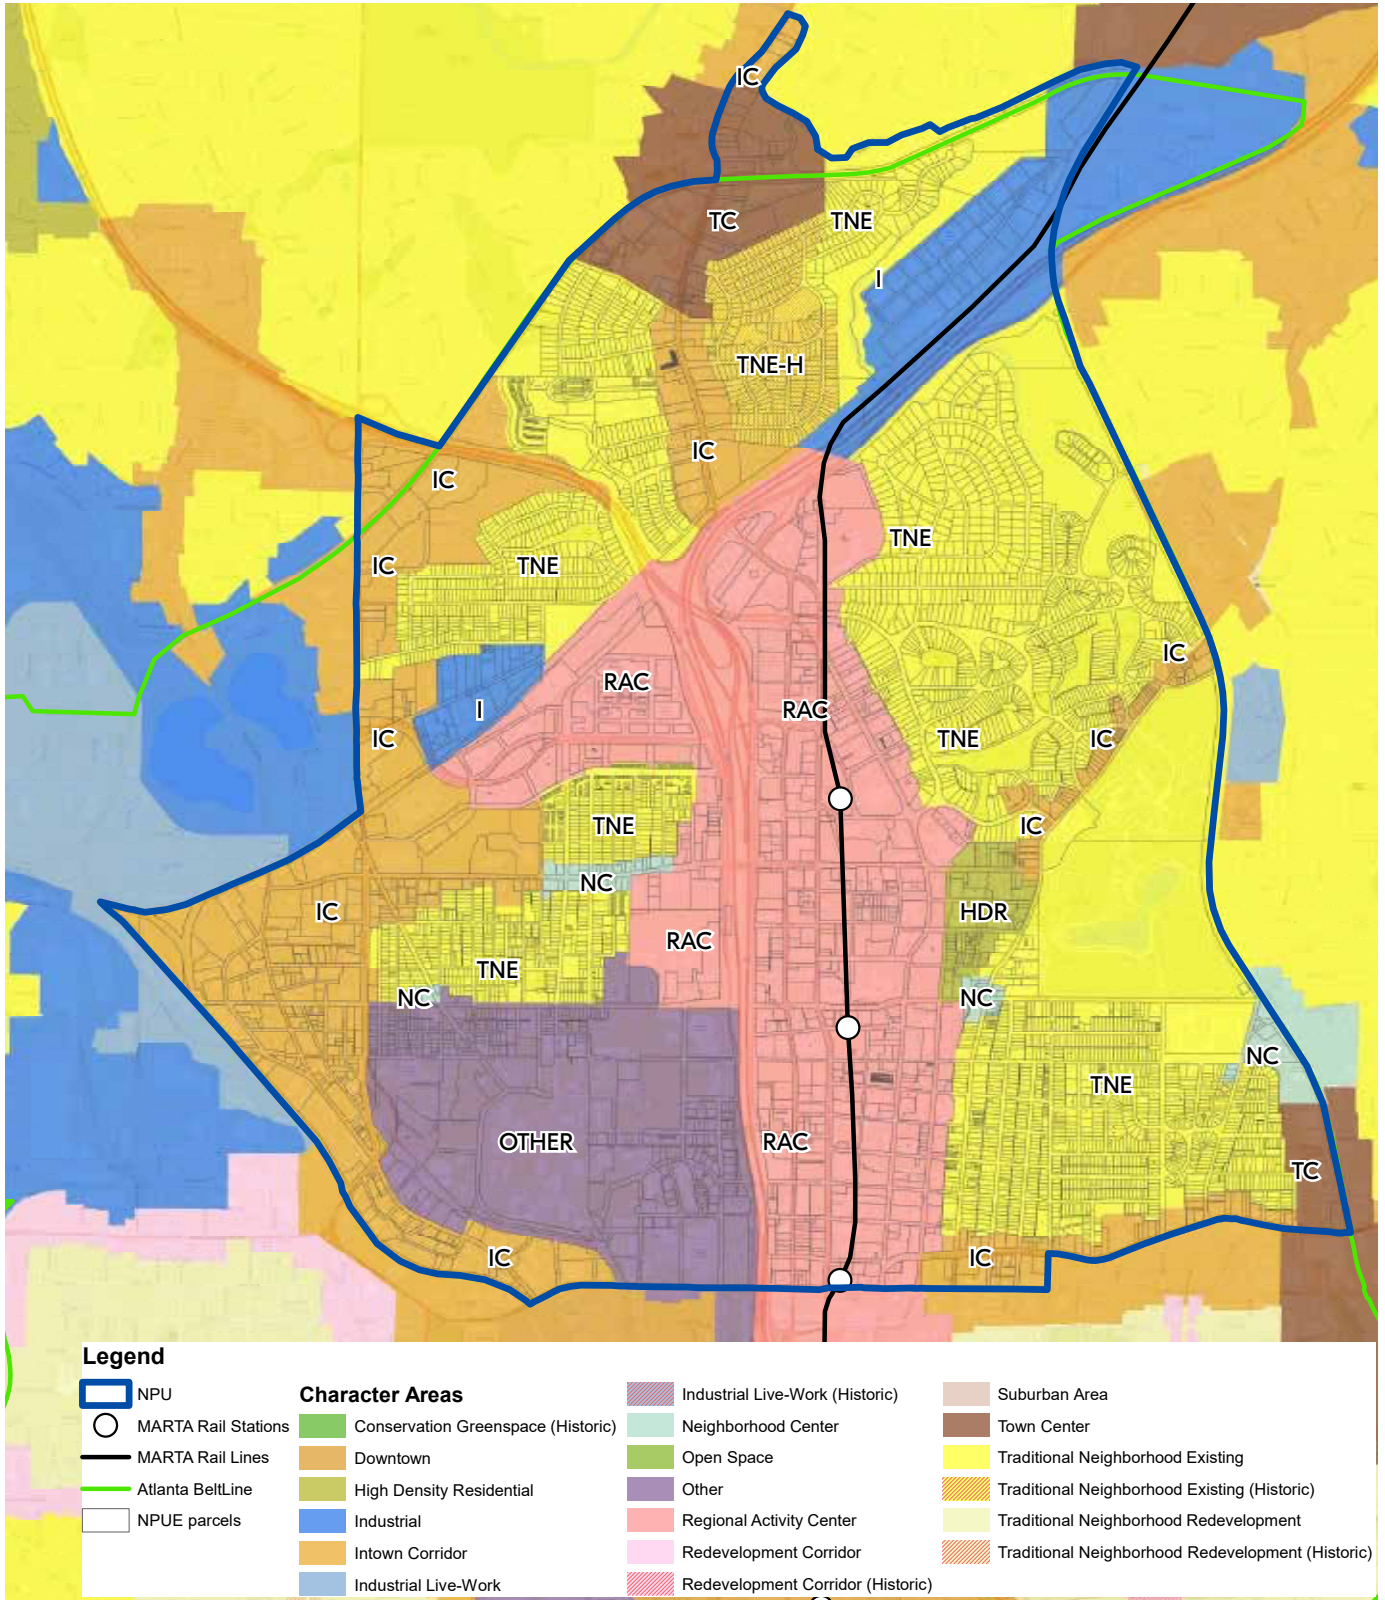 IC
TC
TNE
I
TNE-H
IC
IC
TNE
IC
TNE
IC
RAC
I
RAC
IC
TNE
IC
TNE
IC
NC
IC
HDR
RAC
TNE
NC
NC
NC
TNE
OTHER
RAC
TC
IC
IC
Legend
NPU
MARTA Rail Stations
MARTA Rail Lines
Atlanta BeltLine
NPUE parcels
Character Areas
Conservation Greenspace (Historic)
Downtown
High Density Residential
Industrial
Intown Corridor
Industrial Live-Work
Industrial Live-Work (Historic)
Neighborhood Center
Open Space
Other
Regional Activity Center
Redevelopment Corridor
Redevelopment Corridor (Historic)
Suburban Area
Town Center
Traditional Neighborhood Existing
Traditional Neighborhood Existing (Historic)
Traditional Neighborhood Redevelopment
Traditional Neighborhood Redevelopment (Historic)